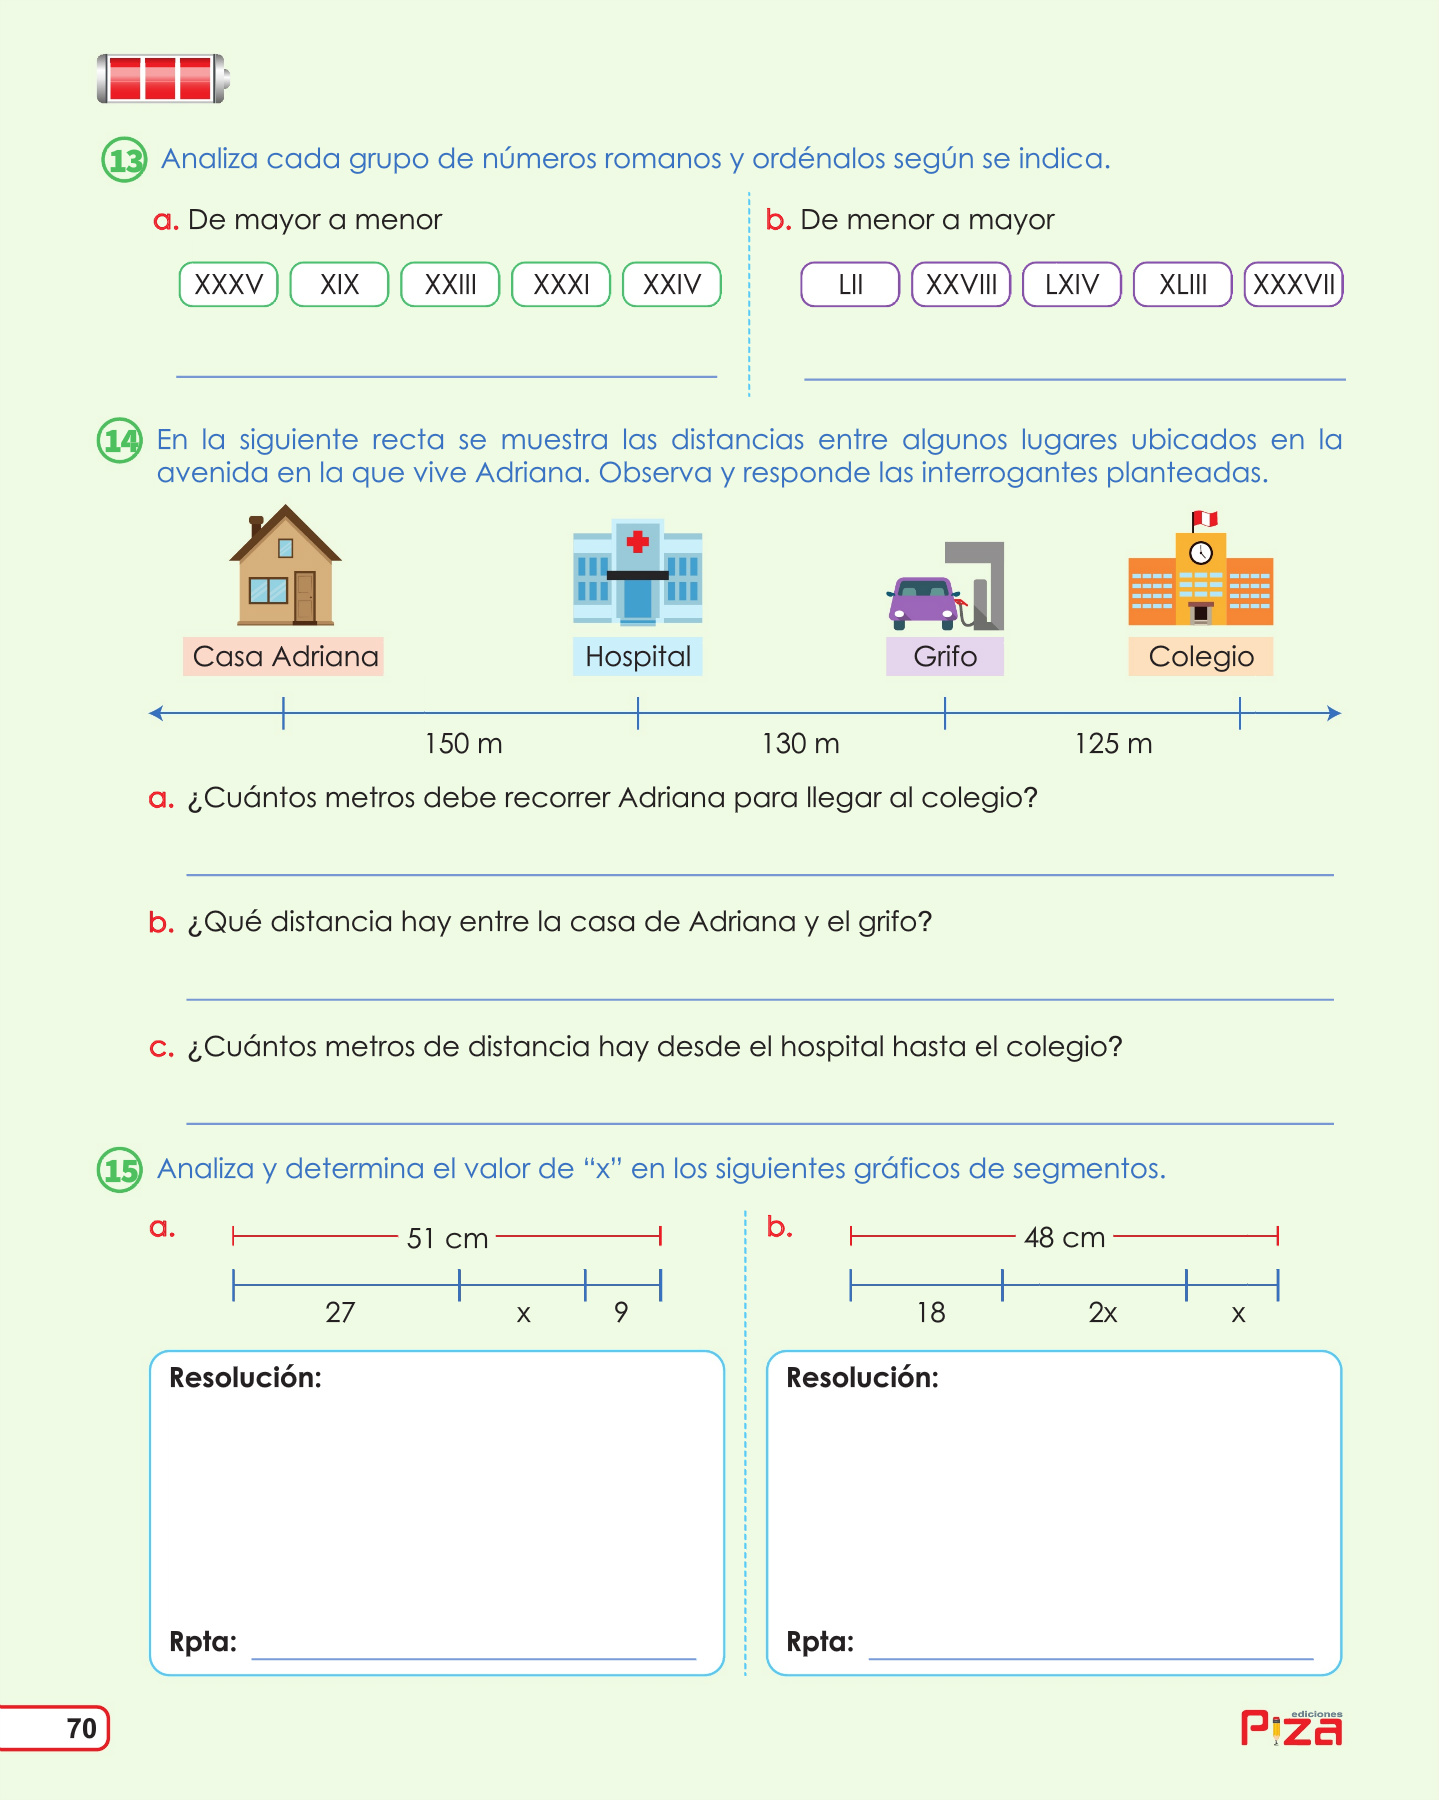 13 Analiza cada grupo de números romanos y ordénalos según se indica.
a. De mayor a menor
XXXV XIX XXIII XXXI XXIV
b. De menor a mayor
LII XXVIII LXIV XLIII XXXVII
14 En la siguiente recta se muestra las distancias entre algunos lugares ubicados en la
avenida en la que vive Adriana. Observa y responde las interrogantes planteadas.
Casa Adriana Hospital Grifo Colegio
150 m 130 m 125 m
a. ¿Cuántos metros debe recorrer Adriana para llegar al colegio?
b. ¿Qué distancia hay entre la casa de Adriana y el grifo?
c. ¿Cuántos metros de distancia hay desde el hospital hasta el colegio?
15 Analiza y determina el valor de “x” en los siguientes gráficos de segmentos.
a.
51 cm
27 x 9
Resolución:
Rpta:
b.
48 cm
18 2x x
Resolución:
Rpta:
70
ediciones
Piza